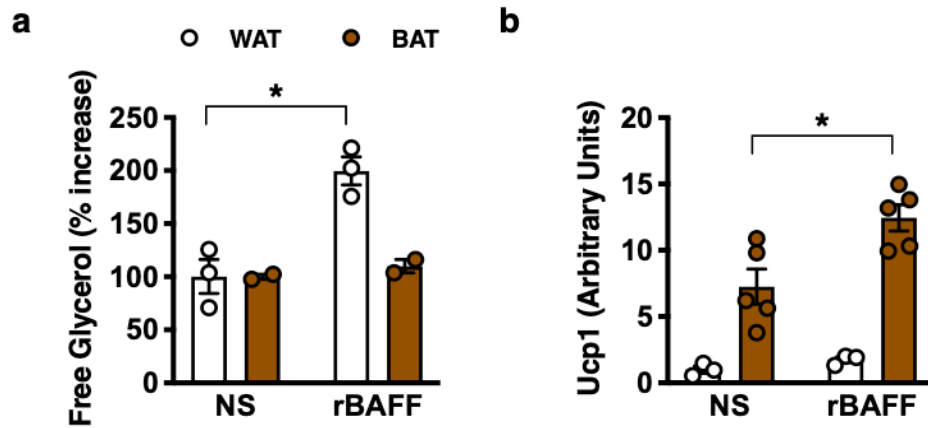 a
WAT BAT
Free Glycerol (% increase)
250
200
150
100
50
0
*
NS rBAFF
b
Ucp1 (Arbitrary Units)
20
15
10
5
0
*
NS rBAFF